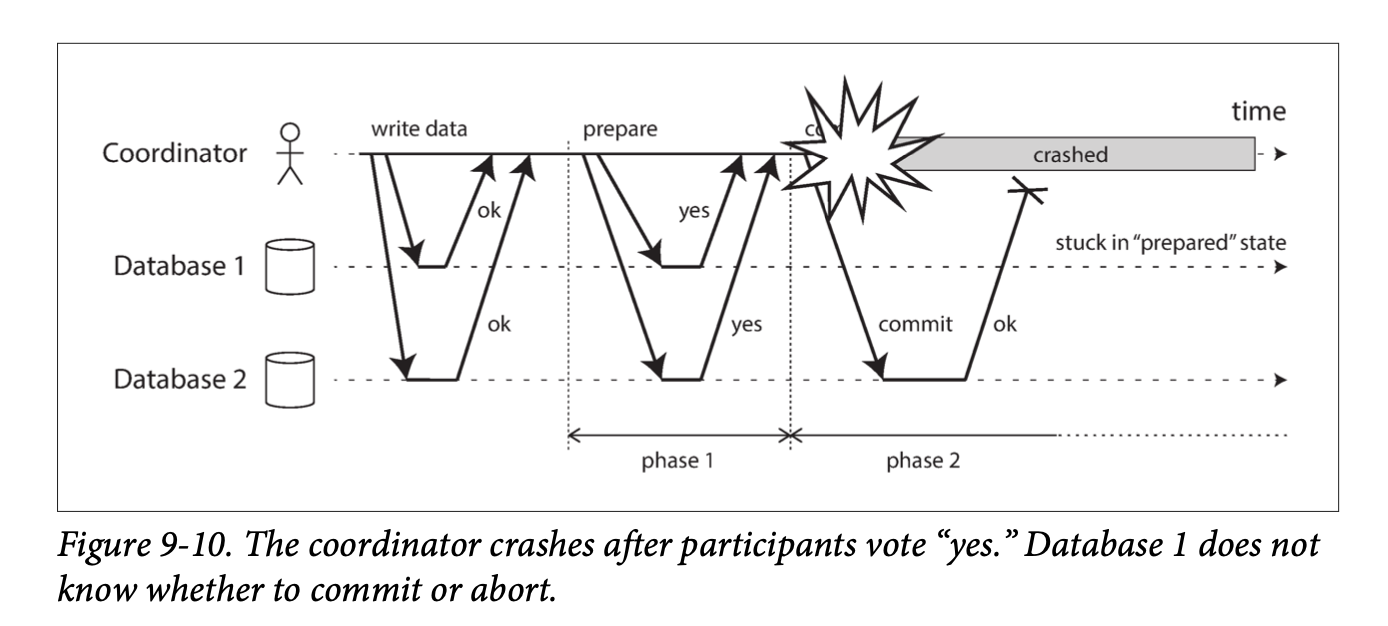 time
write data
prepare
Coordinator
crashed
ok
yes
stuck in “prepared” state
Database 1
ok
yes
commit
ok
Database 2
phase 1
phase 2
Figure 9-10. The coordinator crashes after participants vote “yes.” Database 1 does not
know whether to commit or abort.